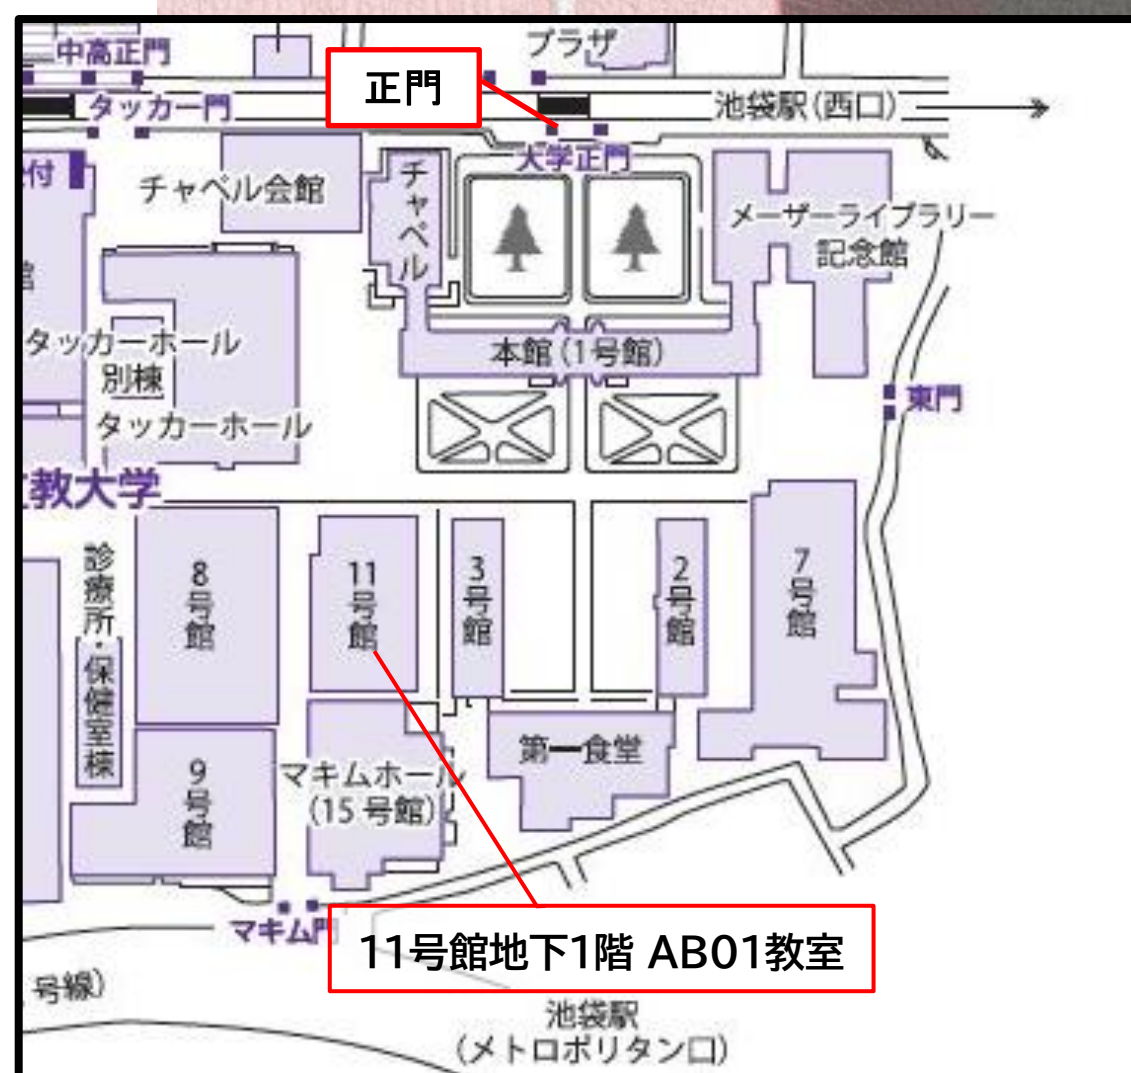 中高正門
プラザ
正門
タッカー門
池袋駅(西口)
大学正門
付
チャペル会館
チャペル
メーザーライブラリー
記念館
館
タッカーホール
別棟
本館(1号館)
東門
タッカーホール
教大学
診療所・保健室棟
8号館
11号館
3号館
2号館
7号館
9号館
マキムホール
(15号館)
第一食堂
マキム門
11号館地下1階 AB01教室
号線)
池袋駅
(メトロポリタン口)